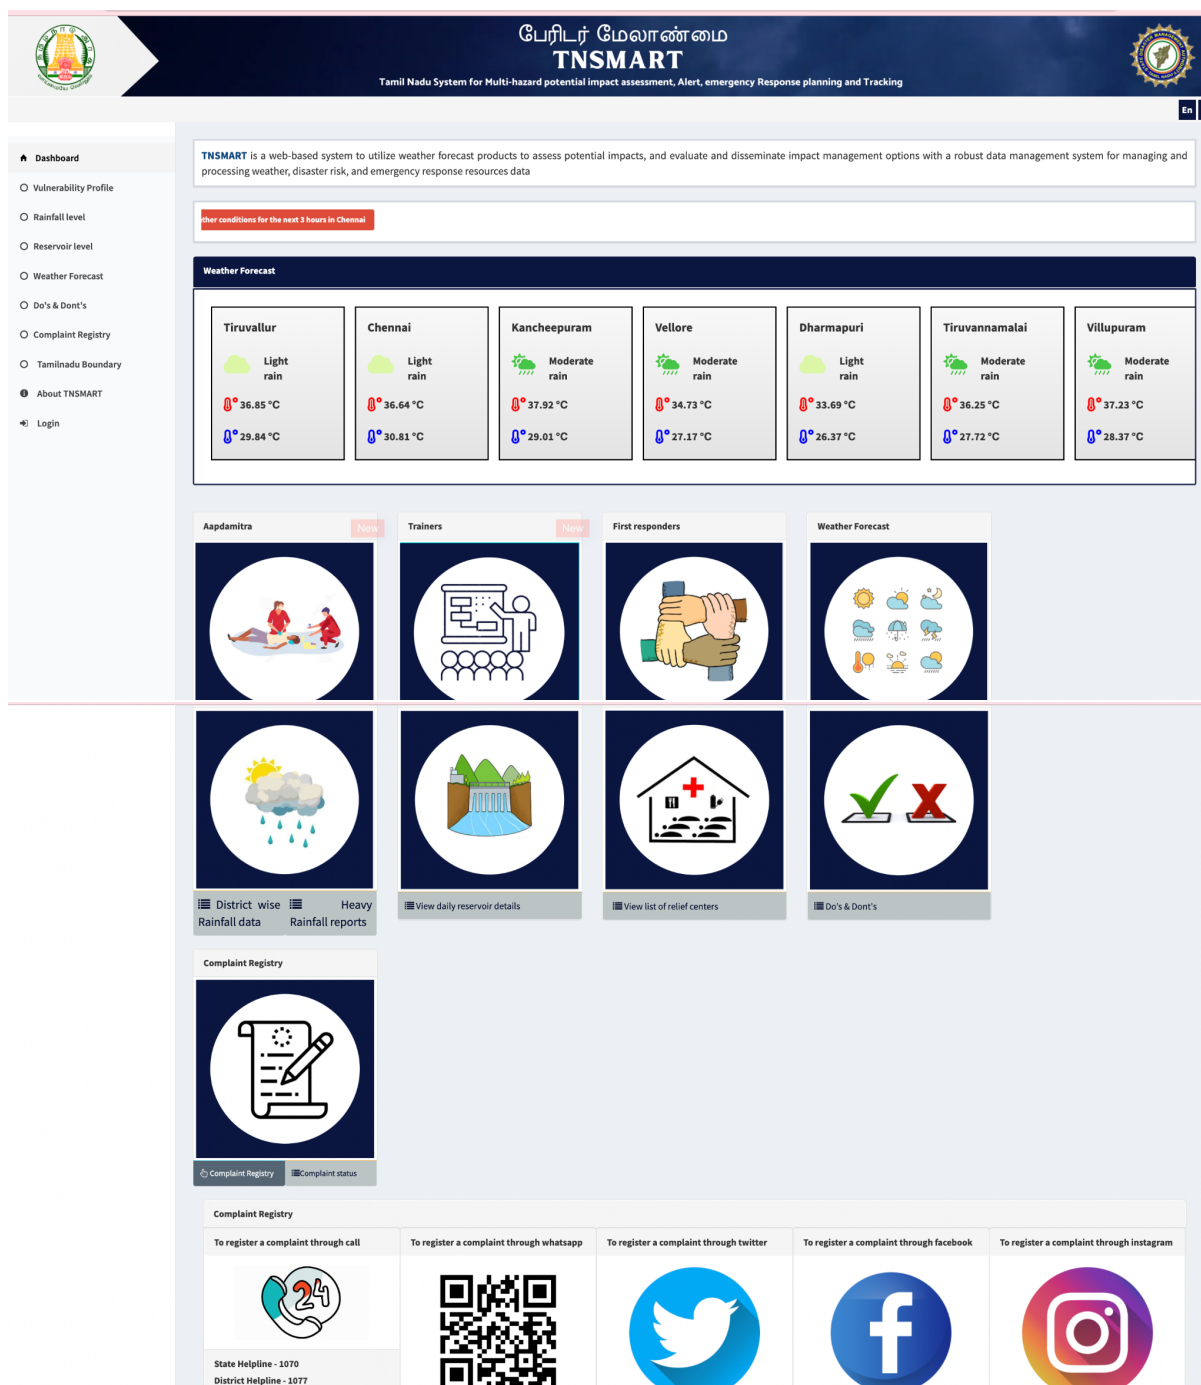 பேரிடர் மேலாண்மை
TNSMART
Tamil Nadu System for Multi-hazard potential impact assessment, Alert, emergency Response planning and Tracking
En
Dashboard
Vulnerability Profile
Rainfall level
Reservoir level
Weather Forecast
Do's & Dont's
Complaint Registry
Tamilnadu Boundary
About TNSMART
Login
TNSMART is a web-based system to utilize weather forecast products to assess potential impacts, and evaluate and disseminate impact management options with a robust data management system for managing and
processing weather, disaster risk, and emergency response resources data
ther conditions for the next 3 hours in Chennai
Weather Forecast
Tiruvallur
Light
rain
36.85 °C
29.84 °C
Chennai
Light
rain
36.64 °C
30.81 °C
Kancheepuram
Moderate
rain
37.92 °C
29.01 °C
Vellore
Moderate
rain
34.73 °C
27.17 °C
Dharmapuri
Light
rain
33.69 °C
26.37 °C
Tiruvannamalai
Moderate
rain
36.25 °C
27.72 °C
Villupuram
Moderate
rain
37.23 °C
28.37 °C
Aapdamitra
New
Trainers
New
First responders
Weather Forecast
District wise
Rainfall data
Heavy
Rainfall reports
View daily reservoir details
View list of relief centers
Do's & Dont's
Complaint Registry
Complaint Registry
Complaint status
Complaint Registry
To register a complaint through call
To register a complaint through whatsapp
To register a complaint through twitter
To register a complaint through facebook
To register a complaint through instagram
24
State Helpline - 1070
District Helpline - 1077